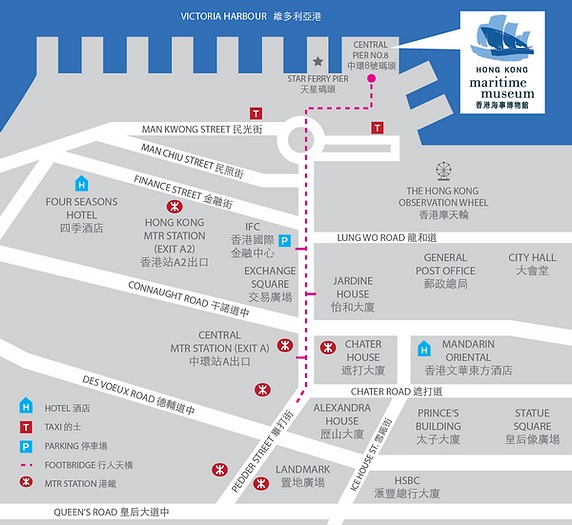 VICTORIA HARBOUR 維多利亞港
CENTRAL
PIER NO.8
中環8號碼頭
HONG KONG
maritime
museum
香港海事博物館
STAR FERRY PIER
天星碼頭
T
T
MAN KWONG STREET 民光街
MAN CHIU STREET 民照街
FINANCE STREET 金融街
THE HONG KONG
OBSERVATION WHEEL
香港摩天輪
H
FOUR SEASONS
HOTEL
四季酒店
HONG KONG
MTR STATION
(EXIT A2)
香港站A2出口
IFC
香港國際
金融中心
P
LUNG WO ROAD 龍和道
EXCHANGE
SQUARE
交易廣場
JARDINE
HOUSE
怡和大廈
GENERAL
POST OFFICE
郵政總局
CITY HALL
大會堂
CONNAUGHT ROAD 干諾道中
CENTRAL
MTR STATION (EXIT A)
中環站A出口
CHATER
HOUSE
遮打大廈
H
MANDARIN
ORIENTAL
香港文華東方酒店
DES VOEUX ROAD 德輔道中
CHATER ROAD 遮打道
ALEXANDRA
HOUSE
歷山大廈
PRINCE'S
BUILDING
太子大廈
STATUE
SQUARE
皇后像廣場
PEDDER STREET 畢打街
ICE HOUSE ST. 雪廠街
LANDMARK
置地廣場
HSBC
滙豐總行大廈
H HOTEL 酒店
T TAXI 的士
P PARKING 停車場
FOOTBRIDGE 行人天橋
MTR STATION 港鐵
QUEEN'S ROAD 皇后大道中